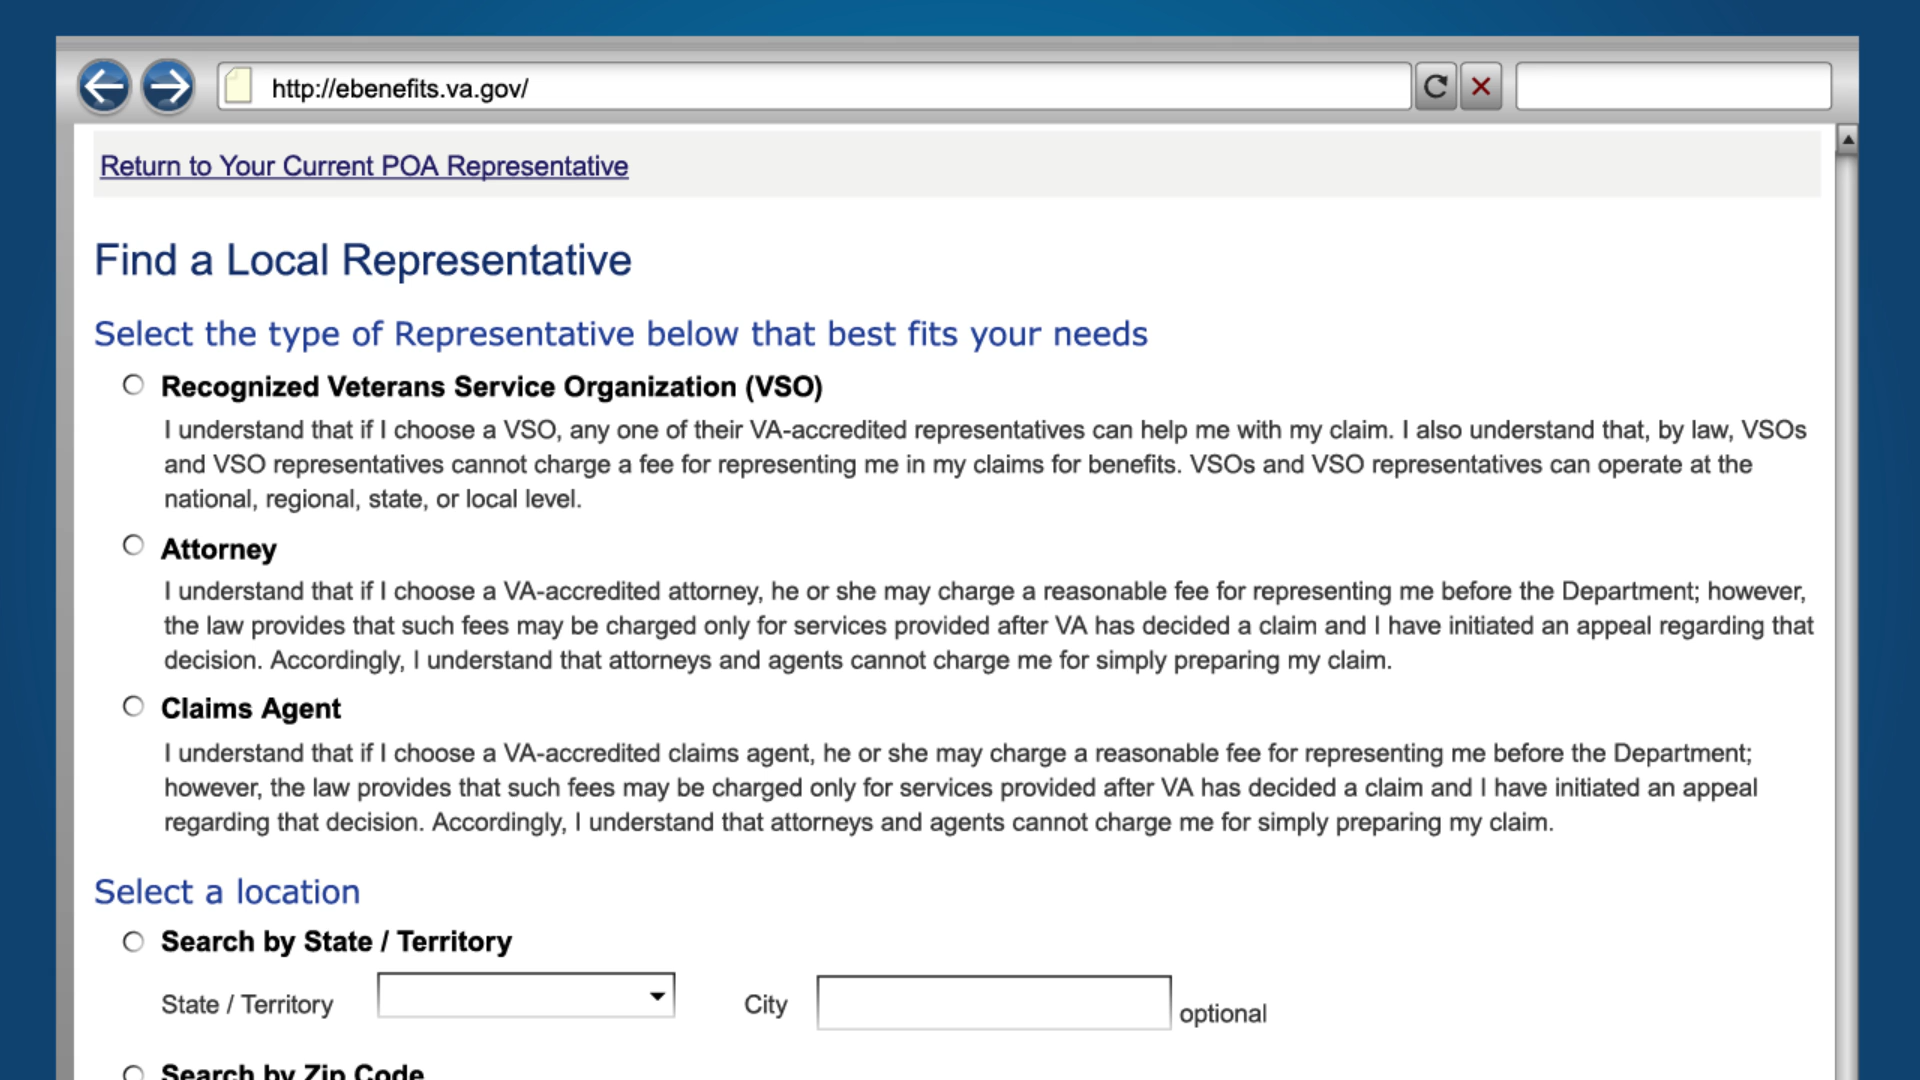 http://ebenefits.va.gov/
Return to Your Current POA Representative
Find a Local Representative
Select the type of Representative below that best fits your needs
Recognized Veterans Service Organization (VSO)
I understand that if I choose a VSO, any one of their VA-accredited representatives can help me with my claim. I also understand that, by law, VSOs
and VSO representatives cannot charge a fee for representing me in my claims for benefits. VSOs and VSO representatives can operate at the
national, regional, state, or local level.
Attorney
I understand that if I choose a VA-accredited attorney, he or she may charge a reasonable fee for representing me before the Department; however,
the law provides that such fees may be charged only for services provided after VA has decided a claim and I have initiated an appeal regarding that
decision. Accordingly, I understand that attorneys and agents cannot charge me for simply preparing my claim.
Claims Agent
I understand that if I choose a VA-accredited claims agent, he or she may charge a reasonable fee for representing me before the Department;
however, the law provides that such fees may be charged only for services provided after VA has decided a claim and I have initiated an appeal
regarding that decision. Accordingly, I understand that attorneys and agents cannot charge me for simply preparing my claim.
Select a location
Search by State / Territory
State / Territory City optional
Search by Zip Code